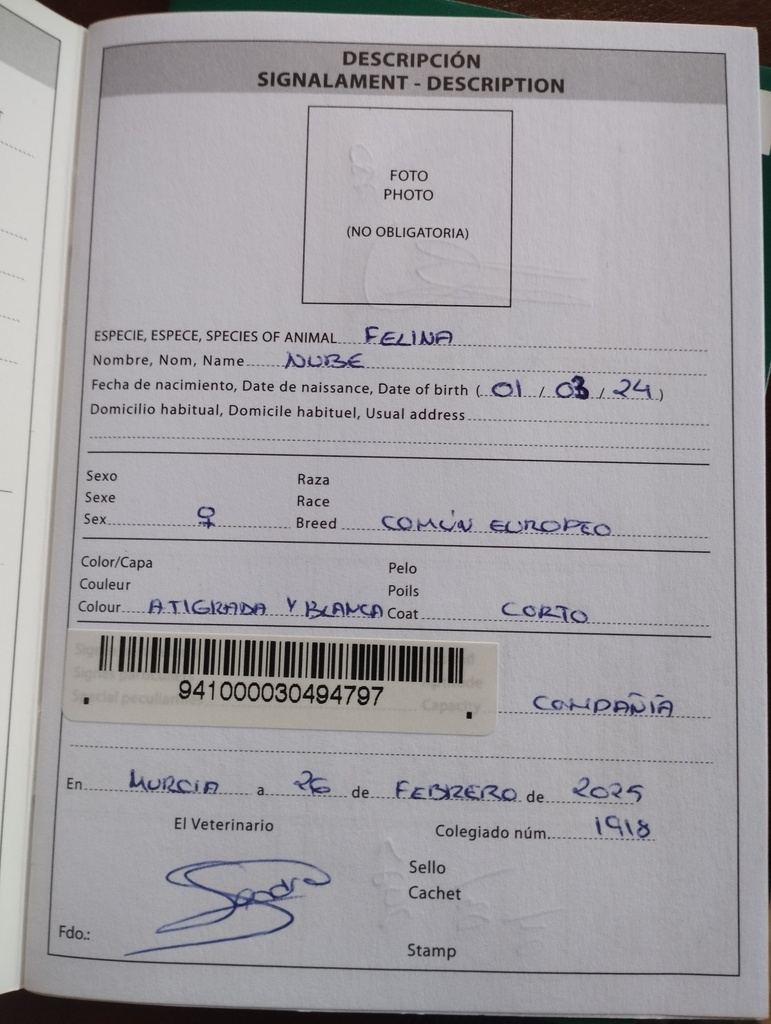 DESCRIPCIÓN
SIGNALAMENT - DESCRIPTION
FOTO
PHOTO
(NO OBLIGATORIA)
ESPECIE, ESPECE, SPECIES OF ANIMAL FELINA
Nombre, Nom, Name NUBE
Fecha de nacimiento, Date de naissance, Date of birth ( 01 / 03 / 24 )
Domicilio habitual, Domicile habituel, Usual address
Sexo Raza
Sexe Race
Sex ♀ Breed COMÚN EUROPEO
Color/Capa Pelo
Couleur Poils
Colour ATIGRADA Y BLANCA Coat CORTO
941000030494797
Special Capacity COMPAÑÍA
En MURCIA a 26 de FEBRERO de 2025
El Veterinario Colegiado núm. 1918
Sello
Cachet
Fdo.:
Stamp